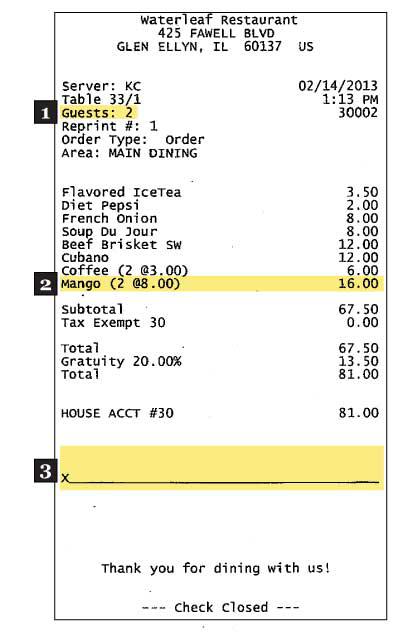 Waterleaf Restaurant
425 FAWELL BLVD
GLEN ELLYN, IL 60137 US
Server: KC 02/14/2013
Table 33/1 1:13 PM
1 Guests: 2 30002
Reprint #: 1
Order Type: Order
Area: MAIN DINING
Flavored IceTea 3.50
Diet Pepsi 2.00
French Onion 8.00
Soup Du Jour 8.00
Beef Brisket SW 12.00
Cubano 12.00
Coffee (2 @3.00) 6.00
2 Mango (2 @8.00) 16.00
Subtotal 67.50
Tax Exempt 30 0.00
Total 67.50
Gratuity 20.00% 13.50
Total 81.00
HOUSE ACCT #30 81.00
3 X
Thank you for dining with us!
--- Check Closed ---